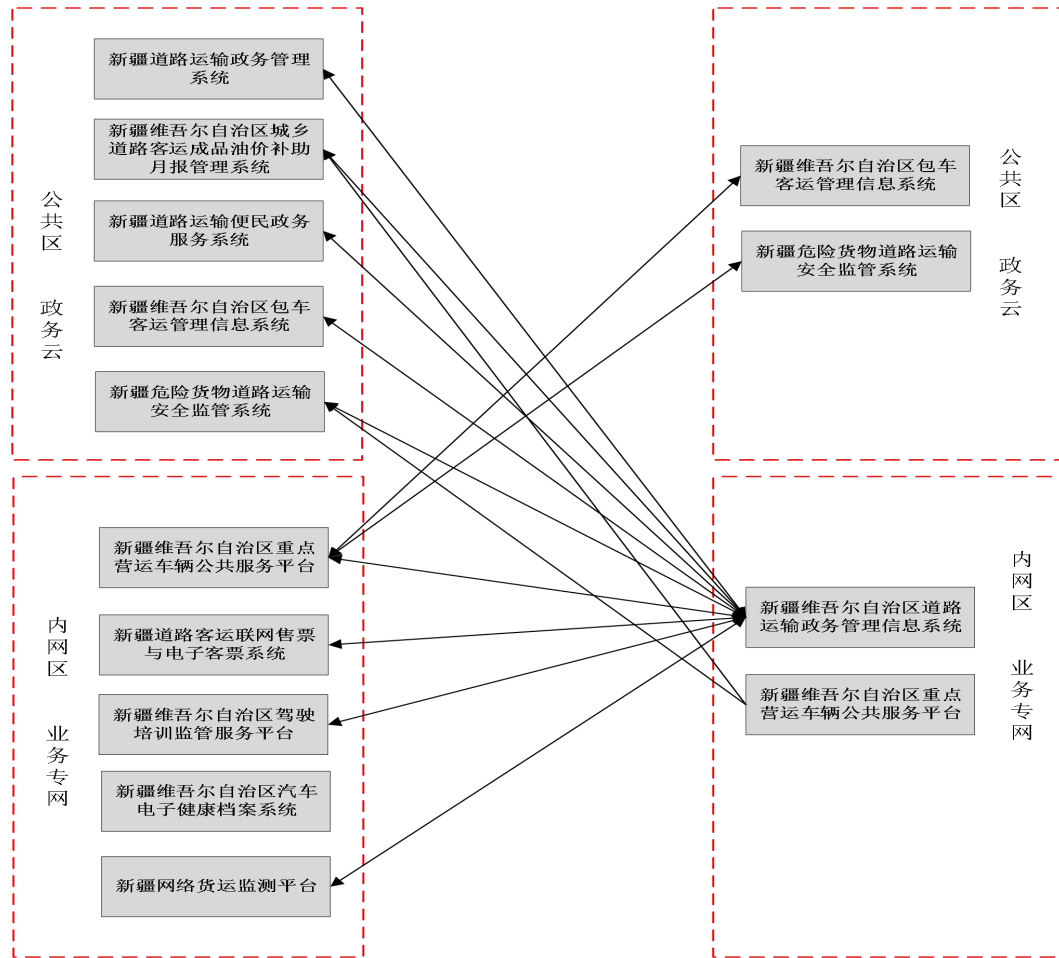 新疆道路运输政务管理
系统
新疆维吾尔自治区城乡
道路客运成品油价补助
月报管理系统
新疆道路运输便民政务
服务系统
新疆维吾尔自治区包车
客运管理信息系统
新疆危险货物道路运输
安全监管系统
公共区
政务云
新疆维吾尔自治区包车
客运管理信息系统
新疆危险货物道路运输
安全监管系统
公共区
政务云
新疆维吾尔自治区重点
营运车辆公共服务平台
新疆道路客运联网售票
与电子客票系统
新疆维吾尔自治区驾驶
培训监管服务平台
新疆维吾尔自治区汽车
电子健康档案系统
新疆网络货运监测平台
内网区
业务专网
新疆维吾尔自治区道路
运输政务管理信息系统
新疆维吾尔自治区重点
营运车辆公共服务平台
内网区
业务专网